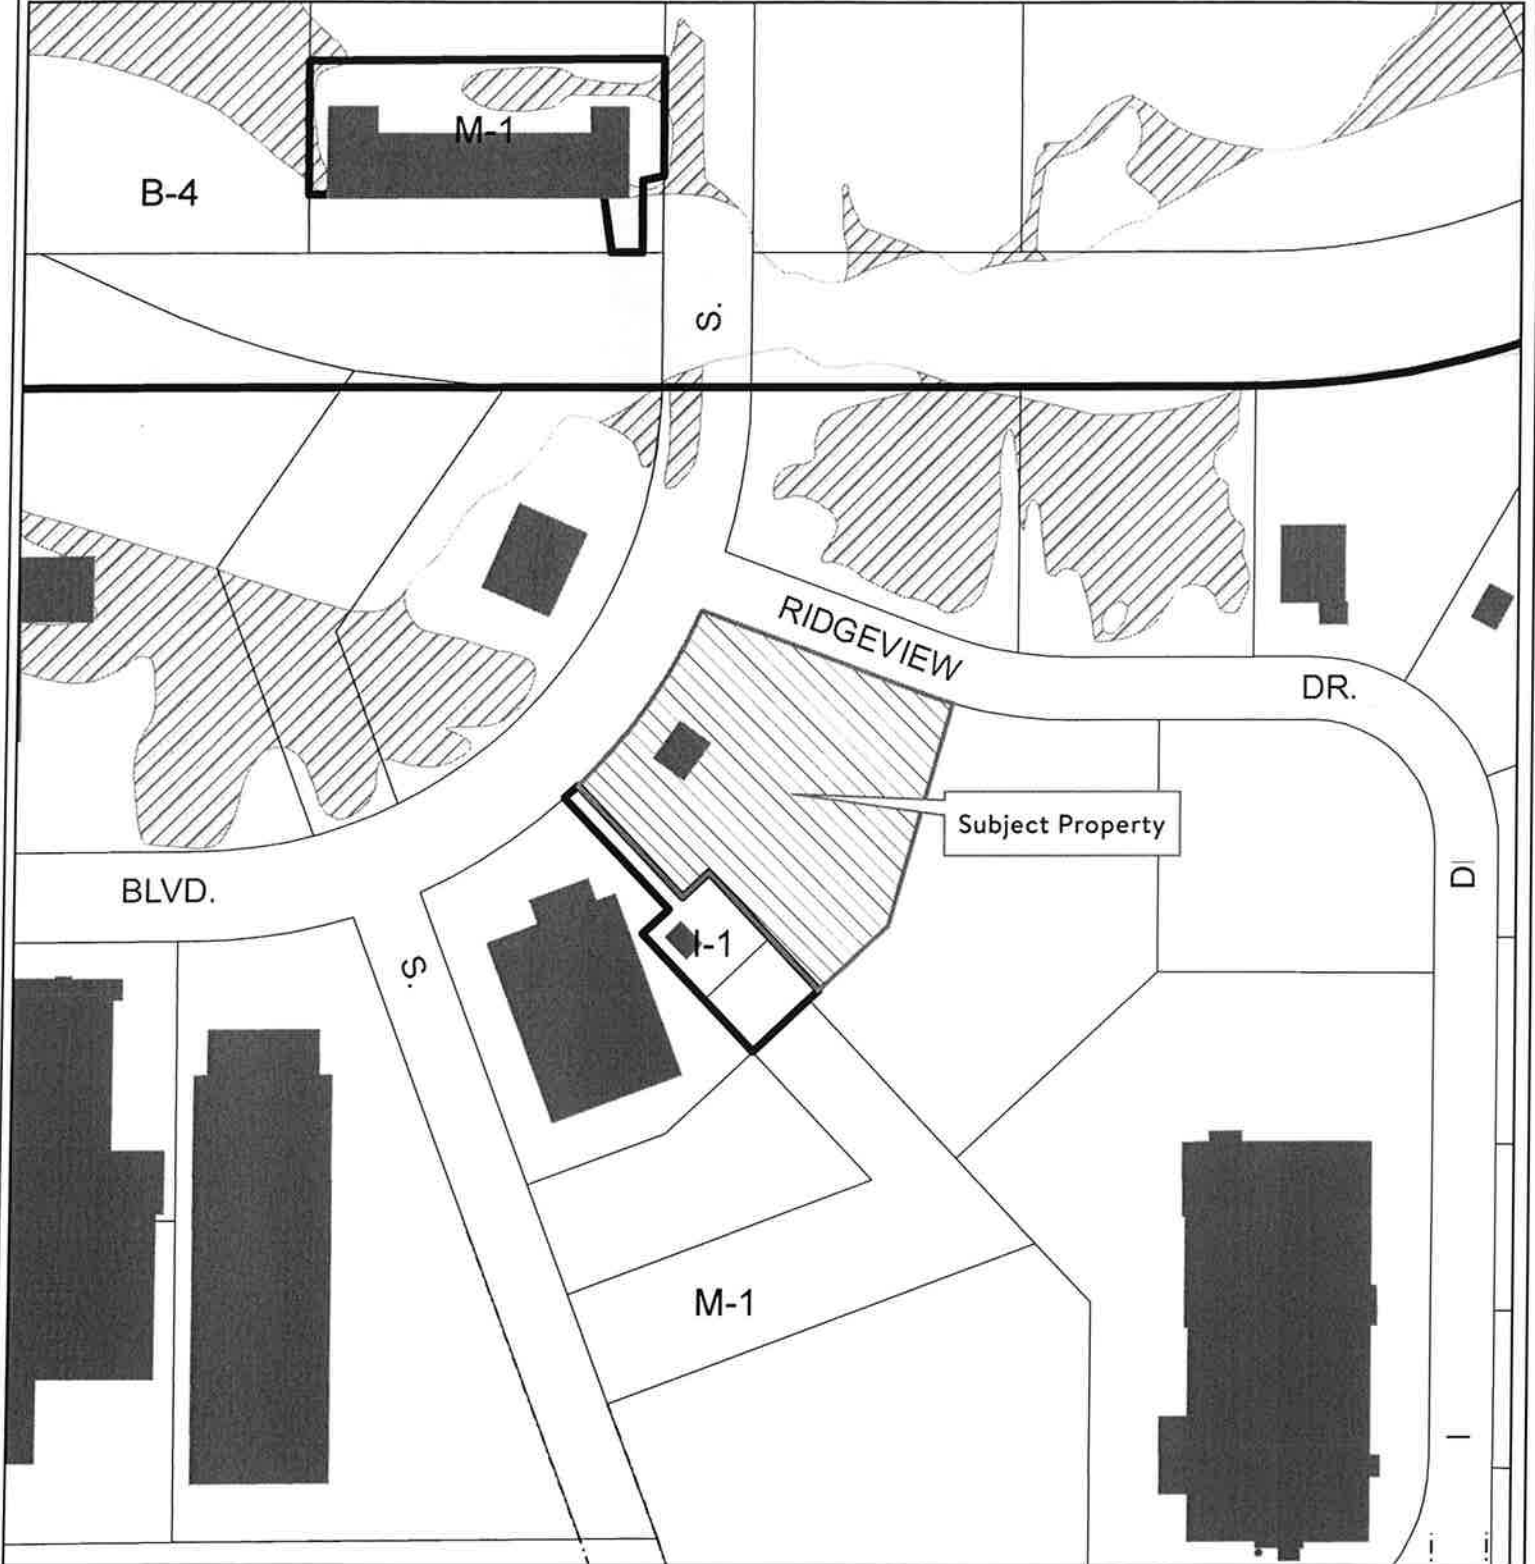 M-1
B-4
S.
RIDGEVIEW
DR.
Subject Property
BLVD.
I-1
S.
M-1